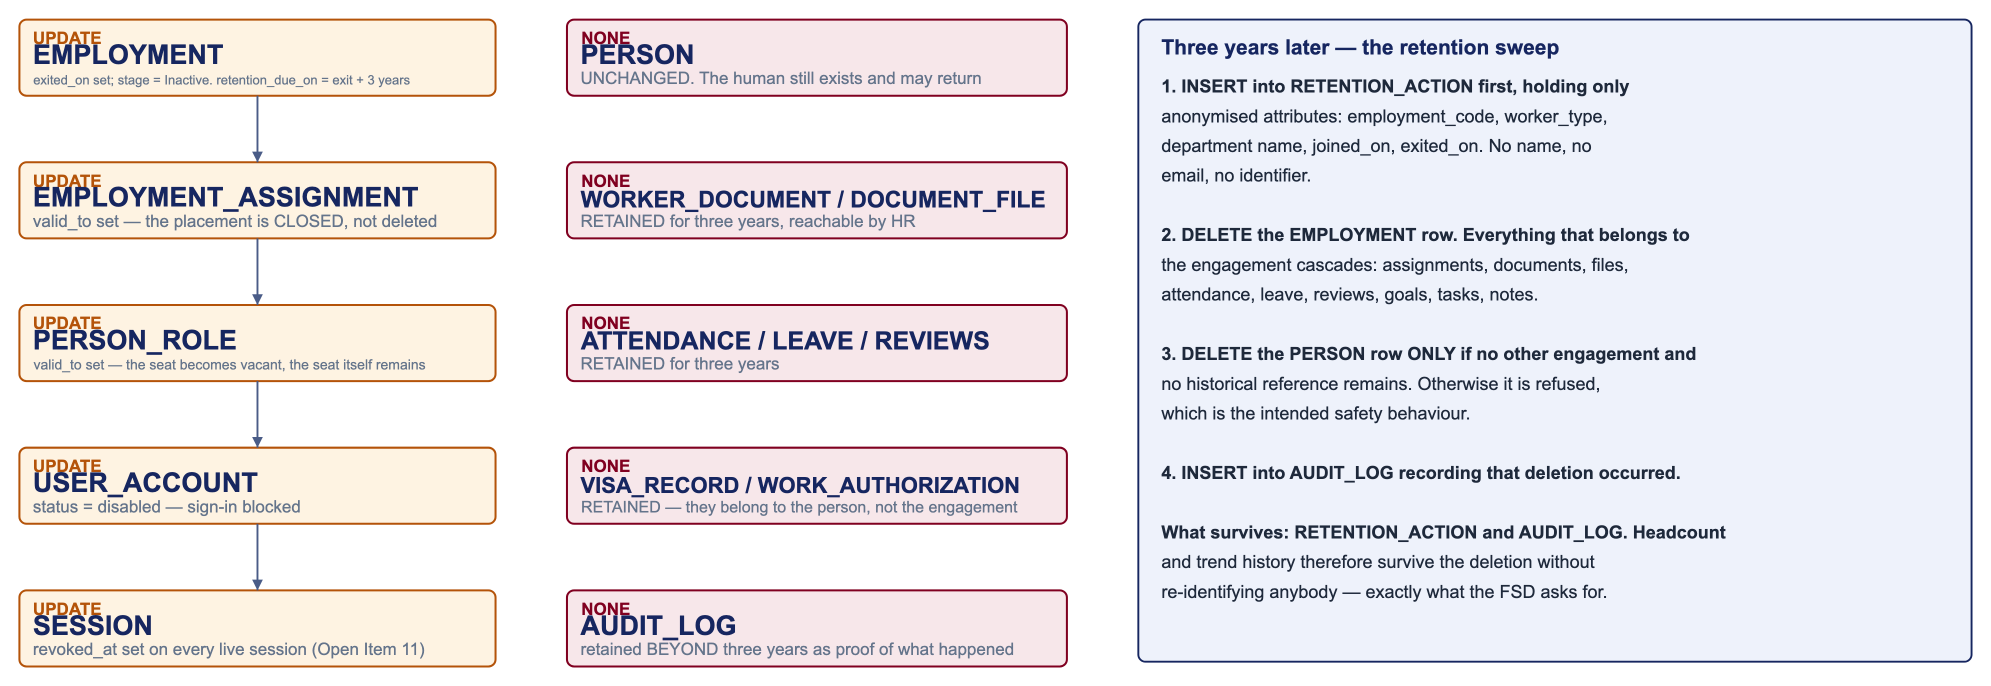 UPDATE
EMPLOYMENT
exited_on set; stage = Inactive. retention_due_on = exit + 3 years
UPDATE
EMPLOYMENT_ASSIGNMENT
valid_to set — the placement is CLOSED, not deleted
UPDATE
PERSON_ROLE
valid_to set — the seat becomes vacant, the seat itself remains
UPDATE
USER_ACCOUNT
status = disabled — sign-in blocked
UPDATE
SESSION
revoked_at set on every live session (Open Item 11)
NONE
PERSON
UNCHANGED. The human still exists and may return
NONE
WORKER_DOCUMENT / DOCUMENT_FILE
RETAINED for three years, reachable by HR
NONE
ATTENDANCE / LEAVE / REVIEWS
RETAINED for three years
NONE
VISA_RECORD / WORK_AUTHORIZATION
RETAINED — they belong to the person, not the engagement
NONE
AUDIT_LOG
retained BEYOND three years as proof of what happened
Three years later — the retention sweep
1. INSERT into RETENTION_ACTION first, holding only
anonymised attributes: employment_code, worker_type,
department name, joined_on, exited_on. No name, no
email, no identifier.
2. DELETE the EMPLOYMENT row. Everything that belongs to
the engagement cascades: assignments, documents, files,
attendance, leave, reviews, goals, tasks, notes.
3. DELETE the PERSON row ONLY if no other engagement and
no historical reference remains. Otherwise it is refused,
which is the intended safety behaviour.
4. INSERT into AUDIT_LOG recording that deletion occurred.
What survives: RETENTION_ACTION and AUDIT_LOG. Headcount
and trend history therefore survive the deletion without
re-identifying anybody — exactly what the FSD asks for.